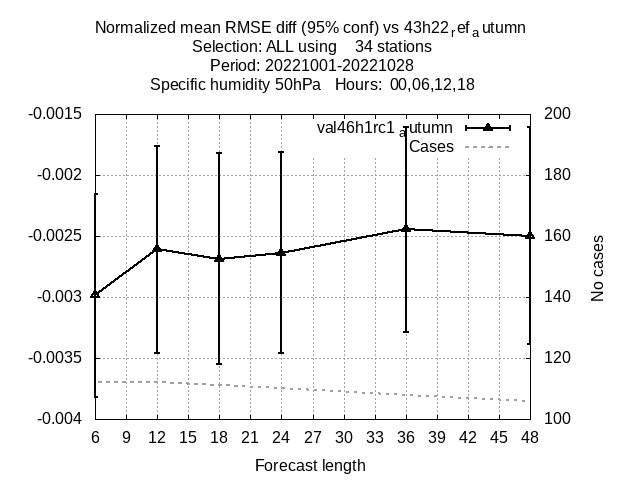 Normalized mean RMSE diff (95% conf) vs 43h22refautumn
Selection: ALL using 34 stations
Period: 20221001-20221028
Specific humidity 50hPa Hours: 00,06,12,18
val46h1rc1 autumn
Cases
-0.0015
-0.002
-0.0025
-0.003
-0.0035
-0.004
200
180
160
140
120
100
No cases
6 9 12 15 18 21 24 27 30 33 36 39 42 45 48
Forecast length